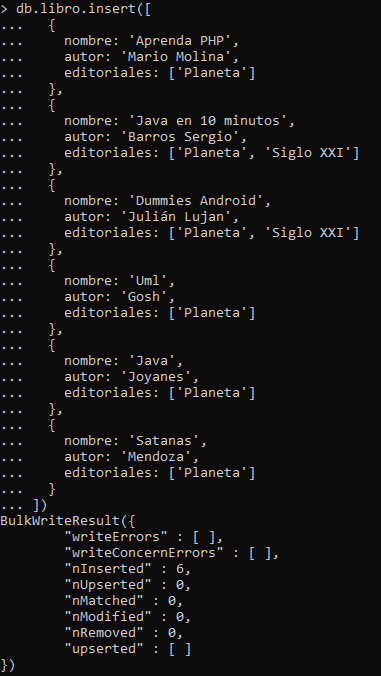 > db.libro.insert([
...    {
...      nombre: 'Aprenda PHP',
...      autor: 'Mario Molina',
...      editoriales: ['Planeta']
...    },
...    {
...      nombre: 'Java en 10 minutos',
...      autor: 'Barros Sergio',
...      editoriales: ['Planeta', 'Siglo XXI']
...    },
...    {
...      nombre: 'Dummies Android',
...      autor: 'Julián Lujan',
...      editoriales: ['Planeta', 'Siglo XXI']
...    },
...    {
...      nombre: 'Uml',
...      autor: 'Gosh',
...      editoriales: ['Planeta']
...    },
...    {
...      nombre: 'Java',
...      autor: 'Joyanes',
...      editoriales: ['Planeta']
...    },
...    {
...      nombre: 'Satanas',
...      autor: 'Mendoza',
...      editoriales: ['Planeta']
...    }
... ])
BulkWriteResult({
        "writeErrors" : [ ],
        "writeConcernErrors" : [ ],
        "nInserted" : 6,
        "nUpserted" : 0,
        "nMatched" : 0,
        "nModified" : 0,
        "nRemoved" : 0,
        "upserted" : [ ]
})